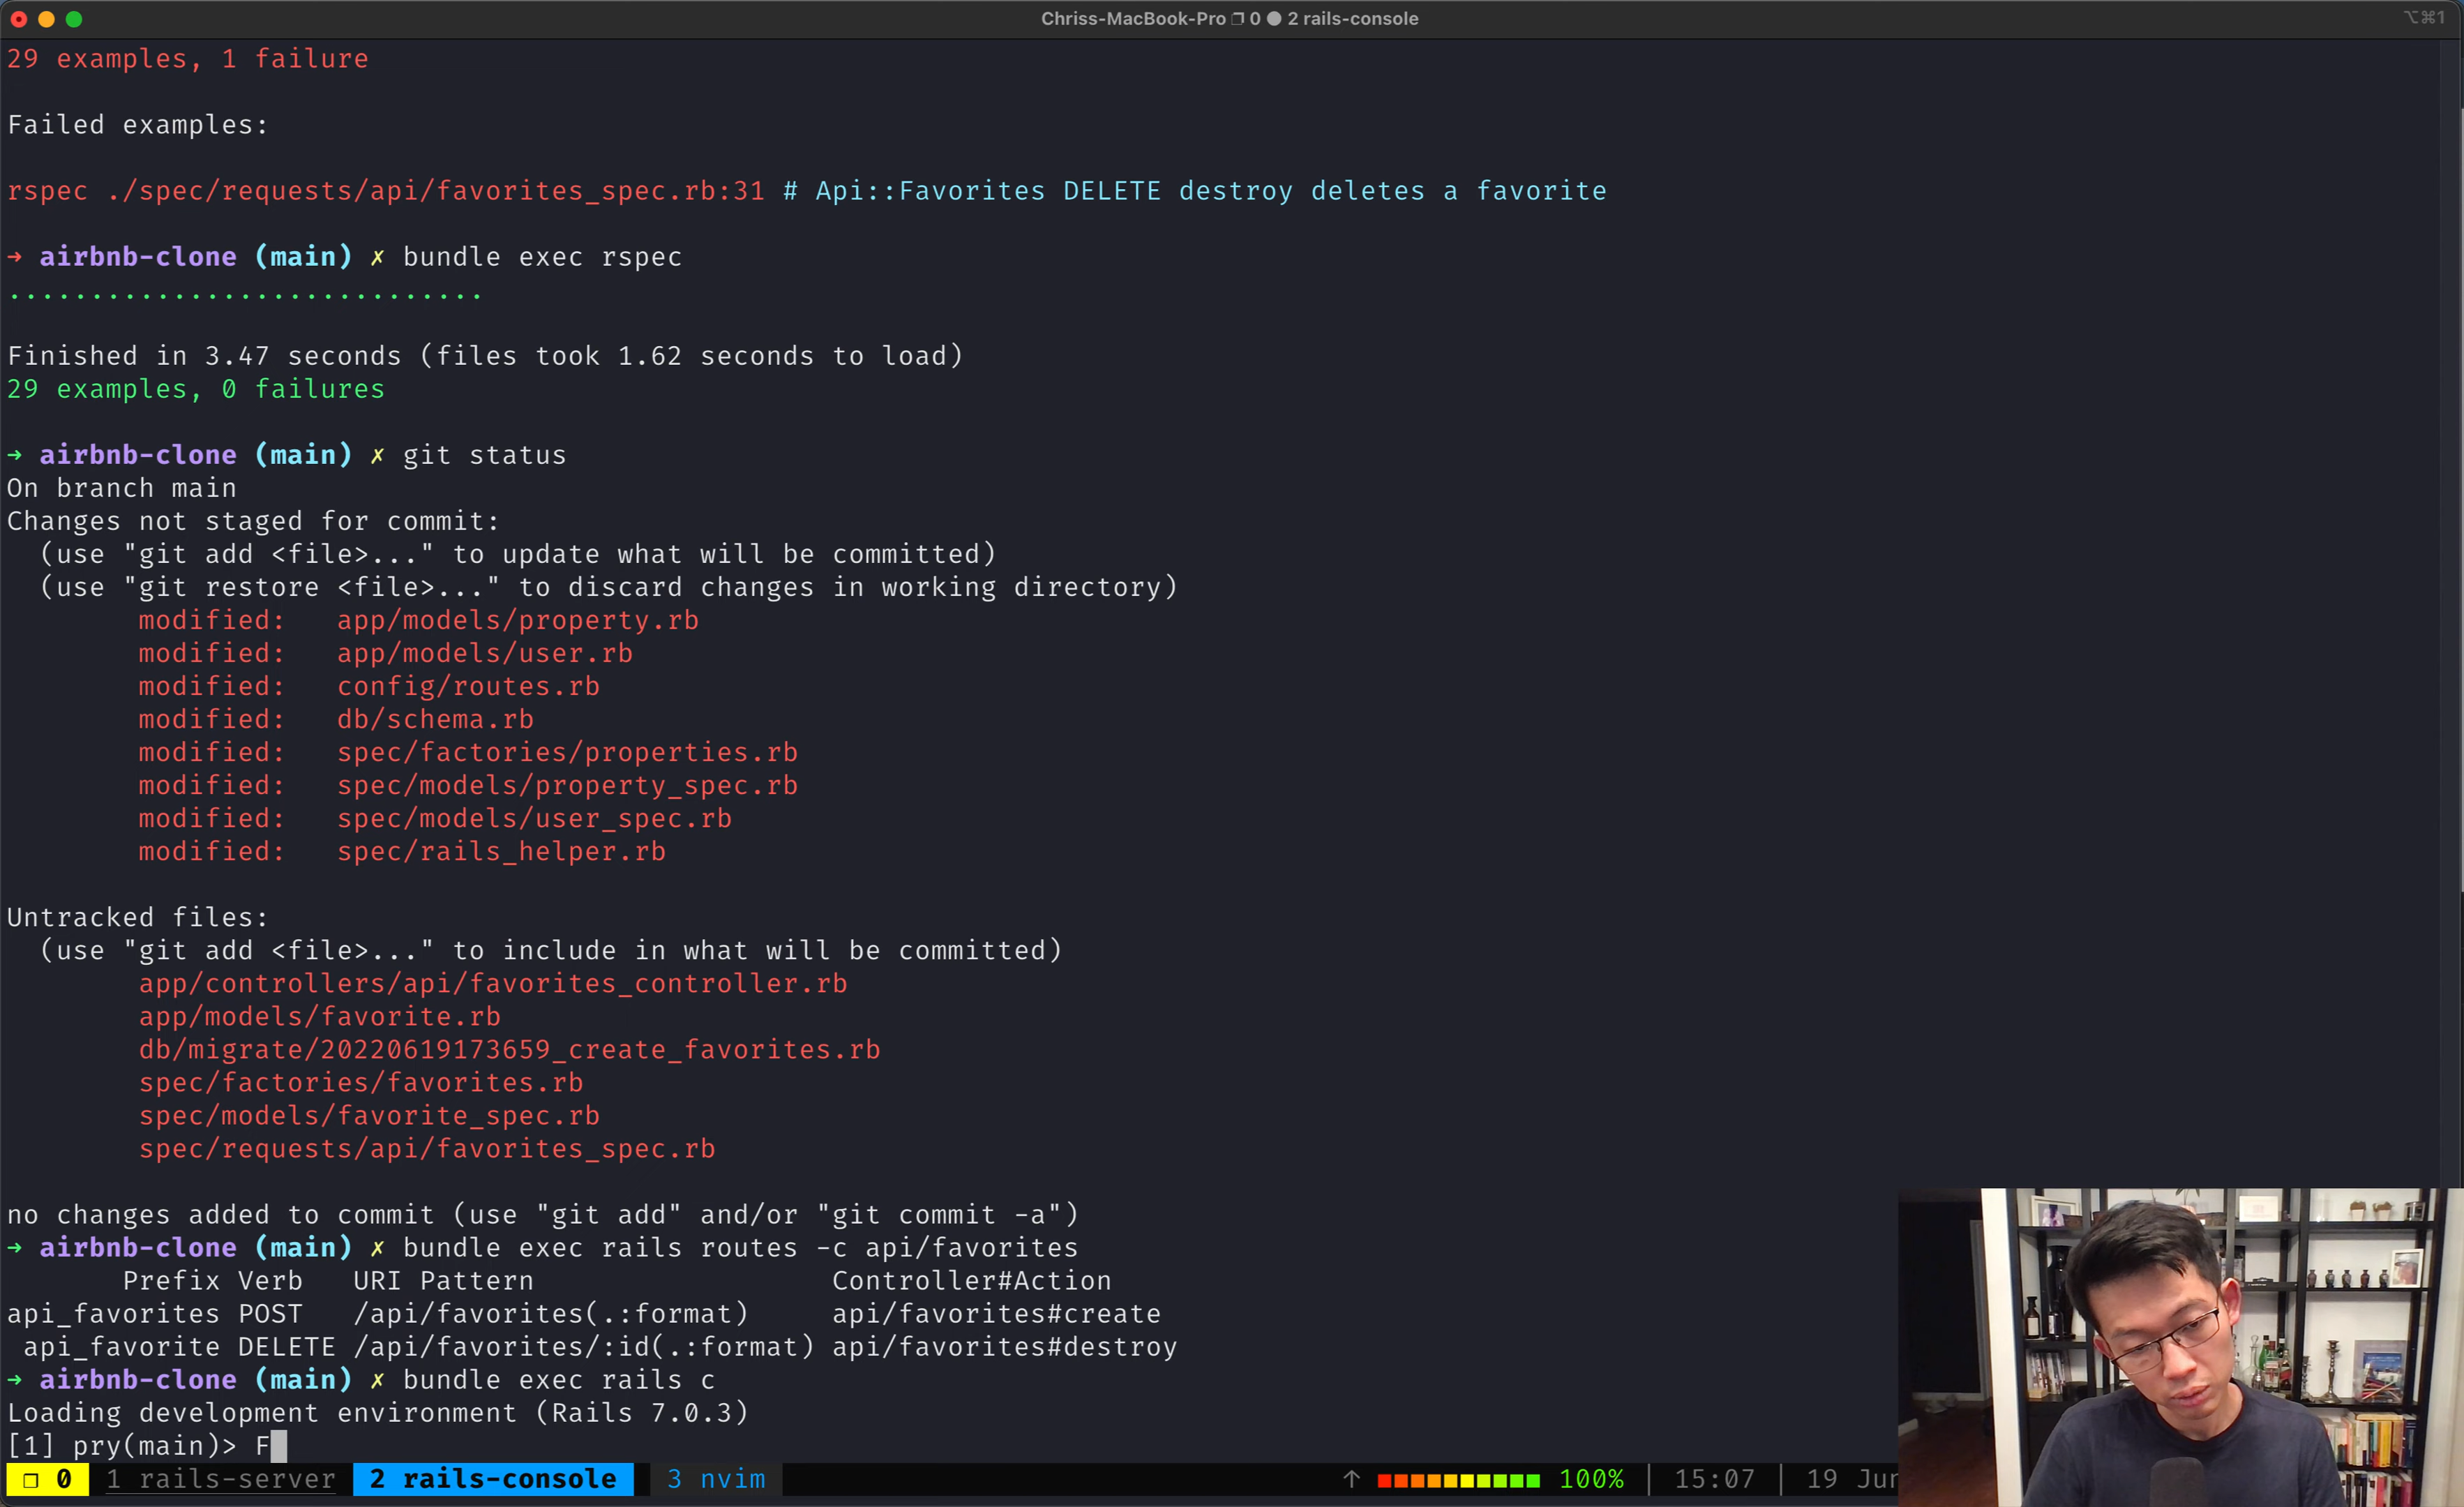 Chriss-MacBook-Pro ❐ 0 ● 2 rails-console
⌥⌘1
29 examples, 1 failure
Failed examples:
rspec ./spec/requests/api/favorites_spec.rb:31 # Api::Favorites DELETE destroy deletes a favorite
→ airbnb-clone (main) ✗ bundle exec rspec
.............................
Finished in 3.47 seconds (files took 1.62 seconds to load)
29 examples, 0 failures
→ airbnb-clone (main) ✗ git status
On branch main
Changes not staged for commit:
(use "git add <file>..." to update what will be committed)
(use "git restore <file>..." to discard changes in working directory)
modified: app/models/property.rb
modified: app/models/user.rb
modified: config/routes.rb
modified: db/schema.rb
modified: spec/factories/properties.rb
modified: spec/models/property_spec.rb
modified: spec/models/user_spec.rb
modified: spec/rails_helper.rb
Untracked files:
(use "git add <file>..." to include in what will be committed)
app/controllers/api/favorites_controller.rb
app/models/favorite.rb
db/migrate/20220619173659_create_favorites.rb
spec/factories/favorites.rb
spec/models/favorite_spec.rb
spec/requests/api/favorites_spec.rb
no changes added to commit (use "git add" and/or "git commit -a")
→ airbnb-clone (main) ✗ bundle exec rails routes -c api/favorites
Prefix Verb URI Pattern Controller#Action
api_favorites POST /api/favorites(.:format) api/favorites#create
api_favorite DELETE /api/favorites/:id(.:format) api/favorites#destroy
→ airbnb-clone (main) ✗ bundle exec rails c
Loading development environment (Rails 7.0.3)
[1] pry(main)> F
❐ 0 1 rails-server 2 rails-console 3 nvim ↑ 100% | 15:07 | 19 Jun